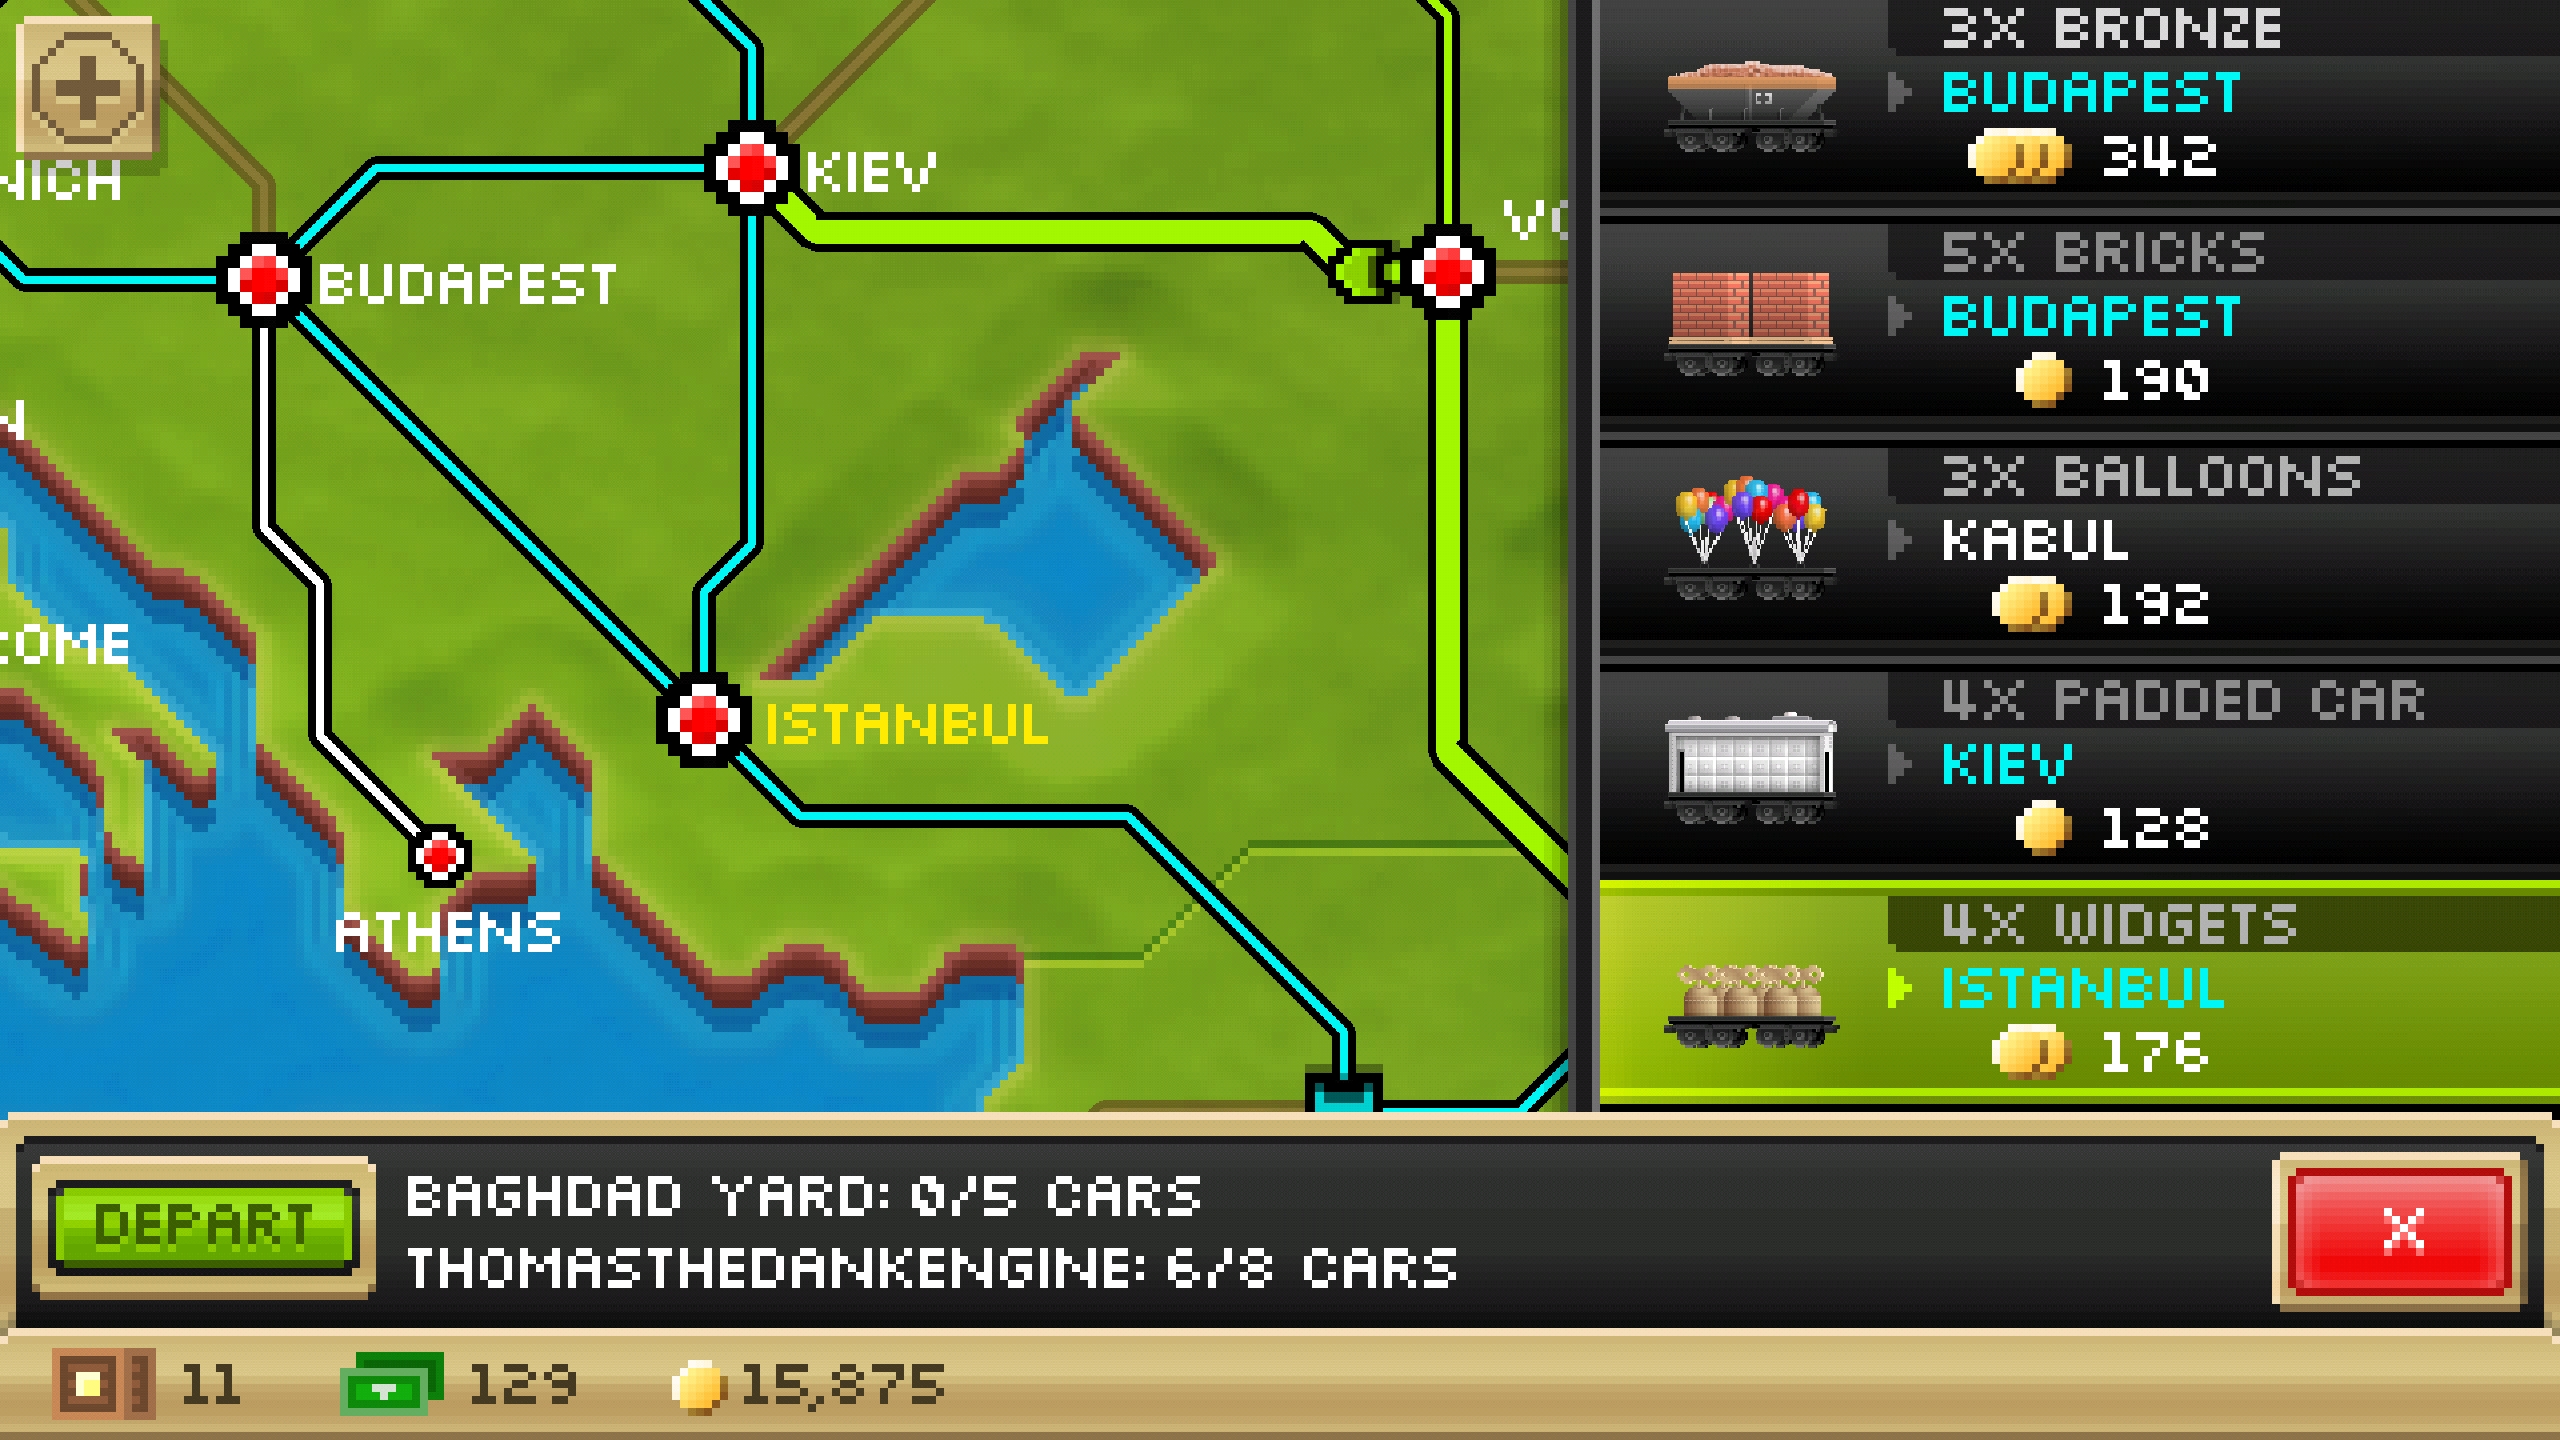 KIEV
BUDAPEST
ISTANBUL
ATHENS
3X BRONZE
BUDAPEST
342
5X BRICKS
BUDAPEST
190
3X BALLOONS
KABUL
192
4X PADDED CAR
KIEV
128
4X WIDGETS
ISTANBUL
176
DEPART
BAGHDAD YARD: 0/5 CARS
THOMASTHEDANKENGINE: 6/8 CARS
X
11
129
15,875